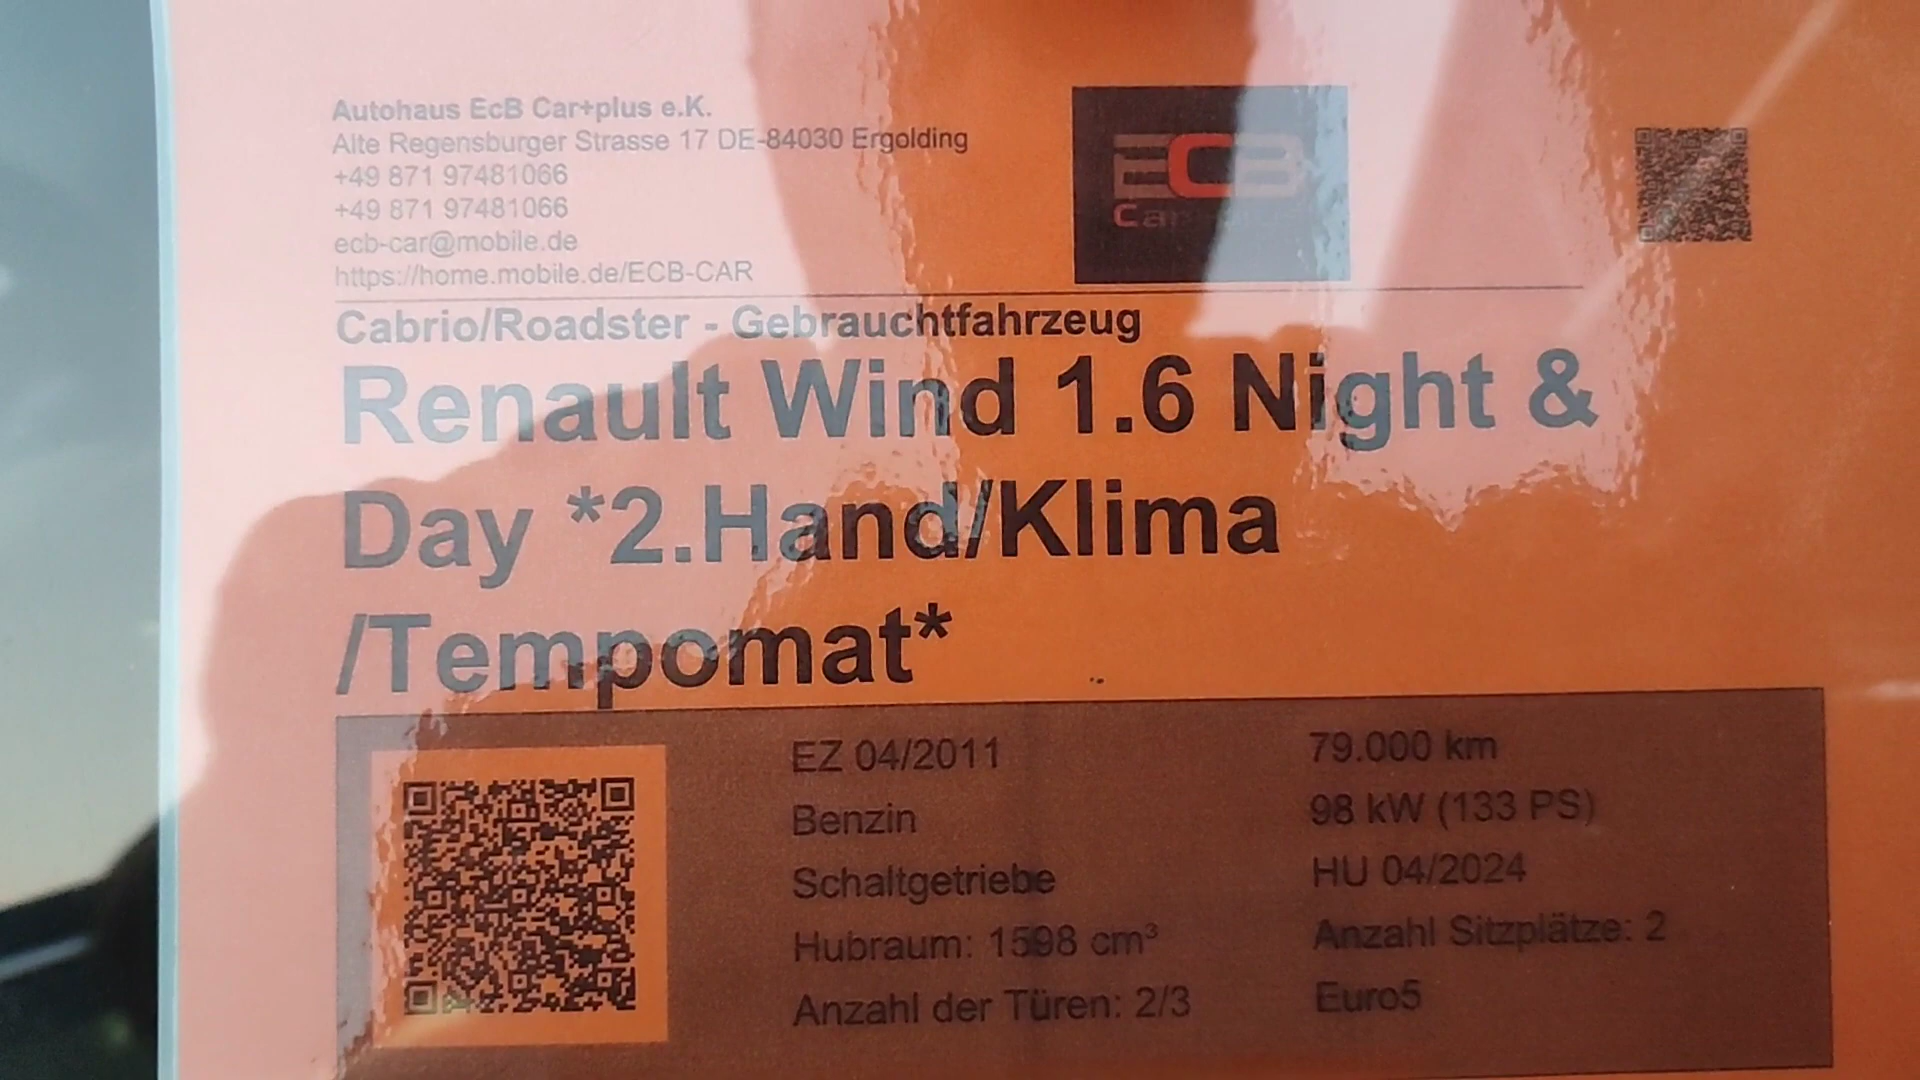 Autohaus EcB Car+plus e.K.
Alte Regensburger Strasse 17 DE-84030 Ergolding
+49 871 97481066
+49 871 97481066
ecb-car@mobile.de
https://home.mobile.de/ECB-CAR
ECB
Cabrio/Roadster - Gebrauchtfahrzeug
Renault Wind 1.6 Night &
Day *2.Hand/Klima
/Tempomat*
EZ 04/2011
79.000 km
Benzin
98 kW (133 PS)
Schaltgetriebe
HU 04/2024
Hubraum: 1598 cm³
Anzahl Sitzplätze: 2
Anzahl der Türen: 2/3
Euro5